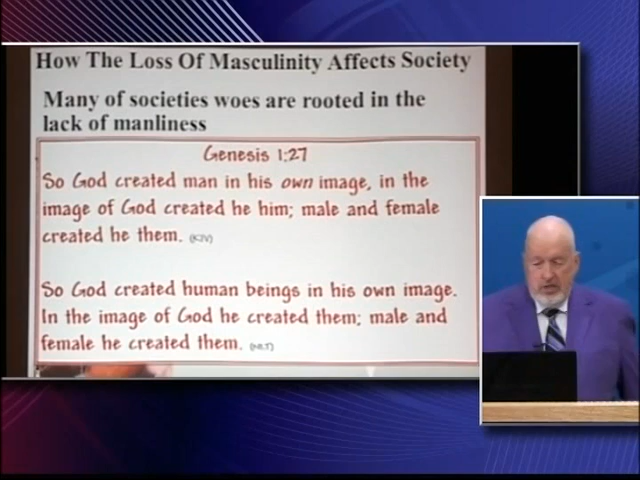 How The Loss Of Masculinity Affects Society
Many of societies woes are rooted in the
lack of manliness
Genesis 1:27
So God created man in his own image, in the
image of God created he him; male and female
created he them. (KJV)
So God created human beings in his own image.
In the image of God he created them; male and
female he created them. (NLT)